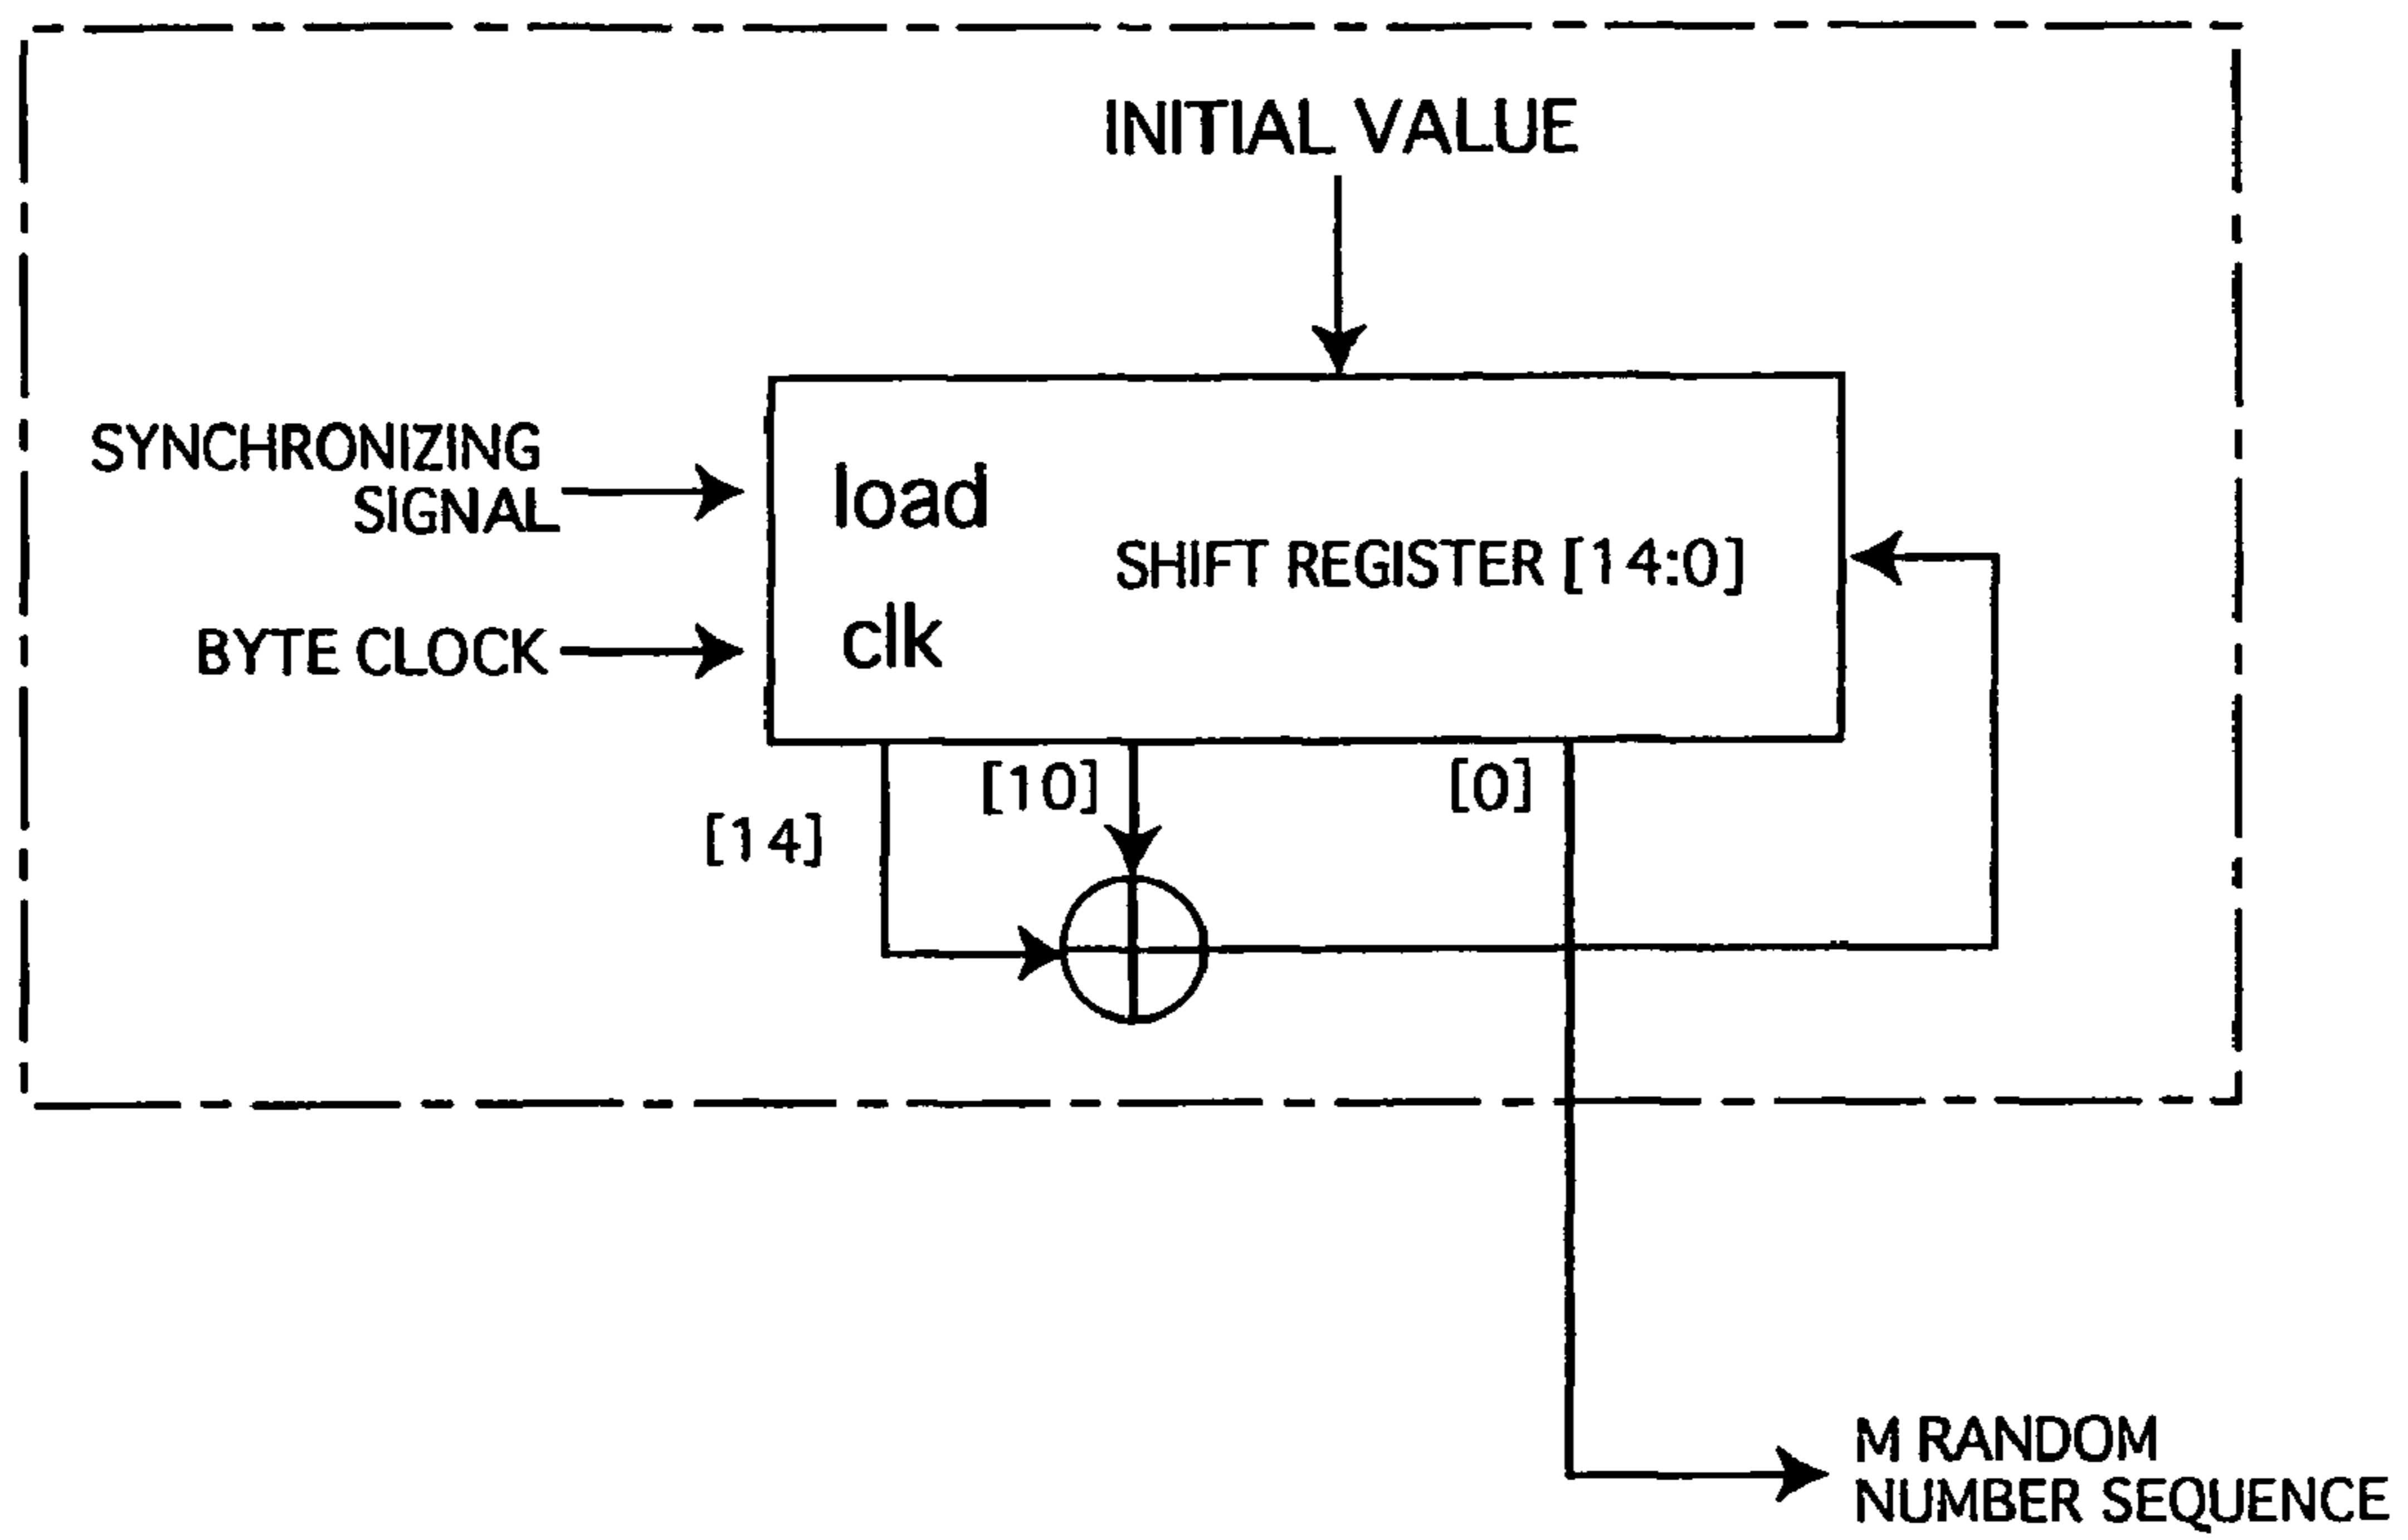 INITIAL VALUE
SYNCHRONIZING
SIGNAL
load
SHIFT REGISTER [14:0]
BYTE CLOCK
clk
[14]
[10]
[0]
M RANDOM
NUMBER SEQUENCE